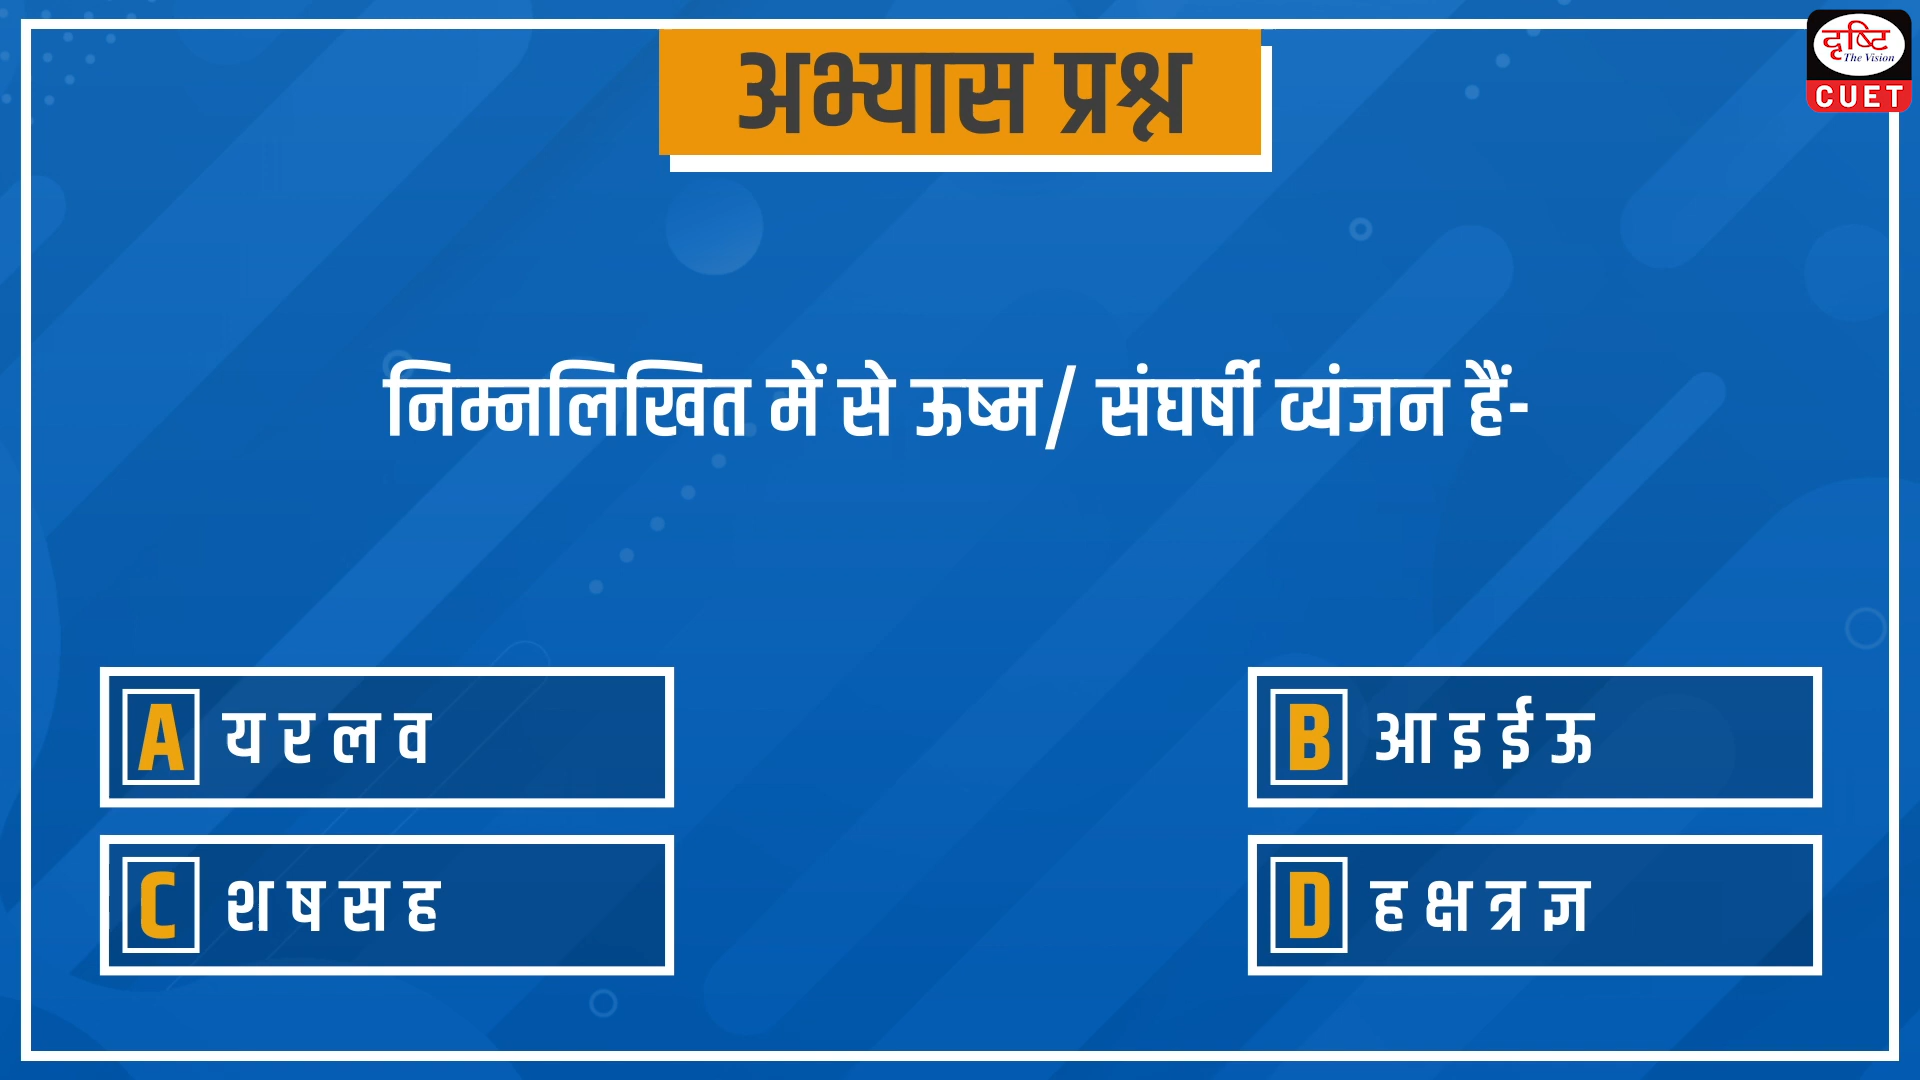 दृष्टि
The Vision
CUET
अभ्यास प्रश्न
निम्नलिखित में से ऊष्म/ संघर्षी व्यंजन हैं-
A य र ल व
B आ इ ई ऊ
C श ष स ह
D ह क्ष त्र ज्ञ